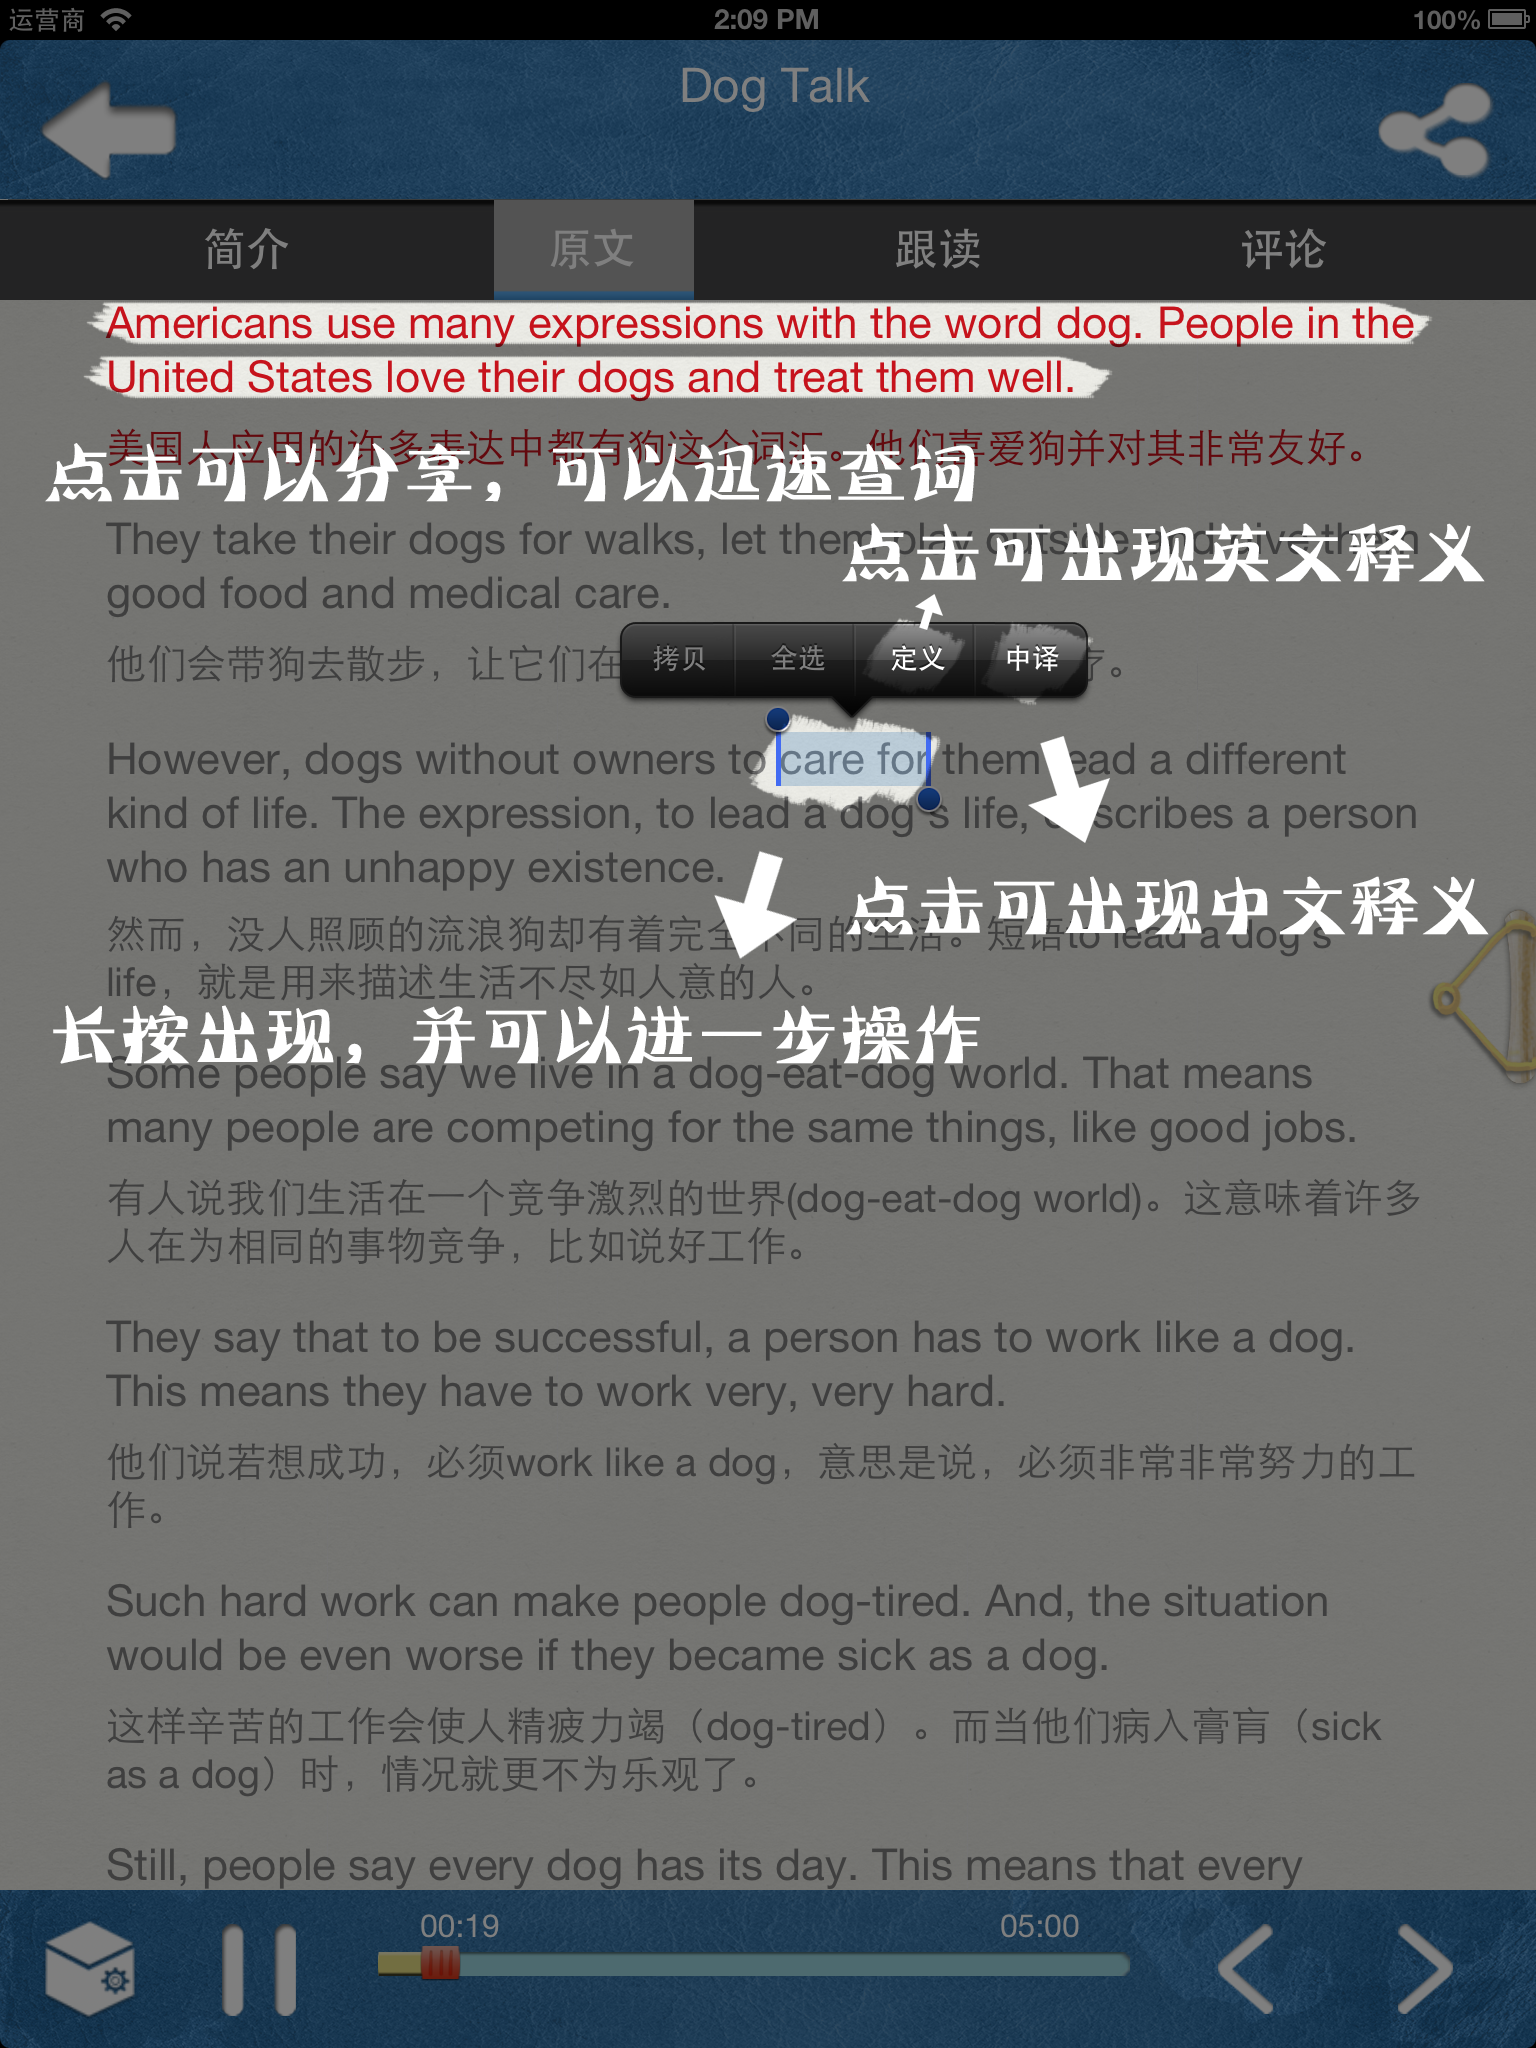 运营商
2:09 PM
100%
Dog Talk
简介
原文
跟读
评论
Americans use many expressions with the word dog. People in the
United States love their dogs and treat them well.
美国人应用的许多表达中都有狗这个词汇。他们喜爱狗并对其非常友好。
点击可以分享，可以迅速查词
They take their dogs for walks, let them play outside and give them
点击可出现英文释义
good food and medical care.
他们会带狗去散步，让它们在
疗。
拷贝
全选
定义
中译
However, dogs without owners to care for them lead a different
kind of life. The expression, to lead a dog's life, describes a person
who has an unhappy existence.
点击可出现中文释义
然而，没人照顾的流浪狗却有着完全不同的生活。短语to lead a dog's
life，就是用来描述生活不尽如人意的人。
长按出现，并可以进一步操作
Some people say we live in a dog-eat-dog world. That means
many people are competing for the same things, like good jobs.
有人说我们生活在一个竞争激烈的世界(dog-eat-dog world)。这意味着许多
人在为相同的事物竞争，比如说好工作。
They say that to be successful, a person has to work like a dog.
This means they have to work very, very hard.
他们说若想成功，必须work like a dog，意思是说，必须非常非常努力的工
作。
Such hard work can make people dog-tired. And, the situation
would be even worse if they became sick as a dog.
这样辛苦的工作会使人精疲力竭（dog-tired）。而当他们病入膏肓（sick
as a dog）时，情况就更不为乐观了。
Still, people say every dog has its day. This means that every
00:19
05:00